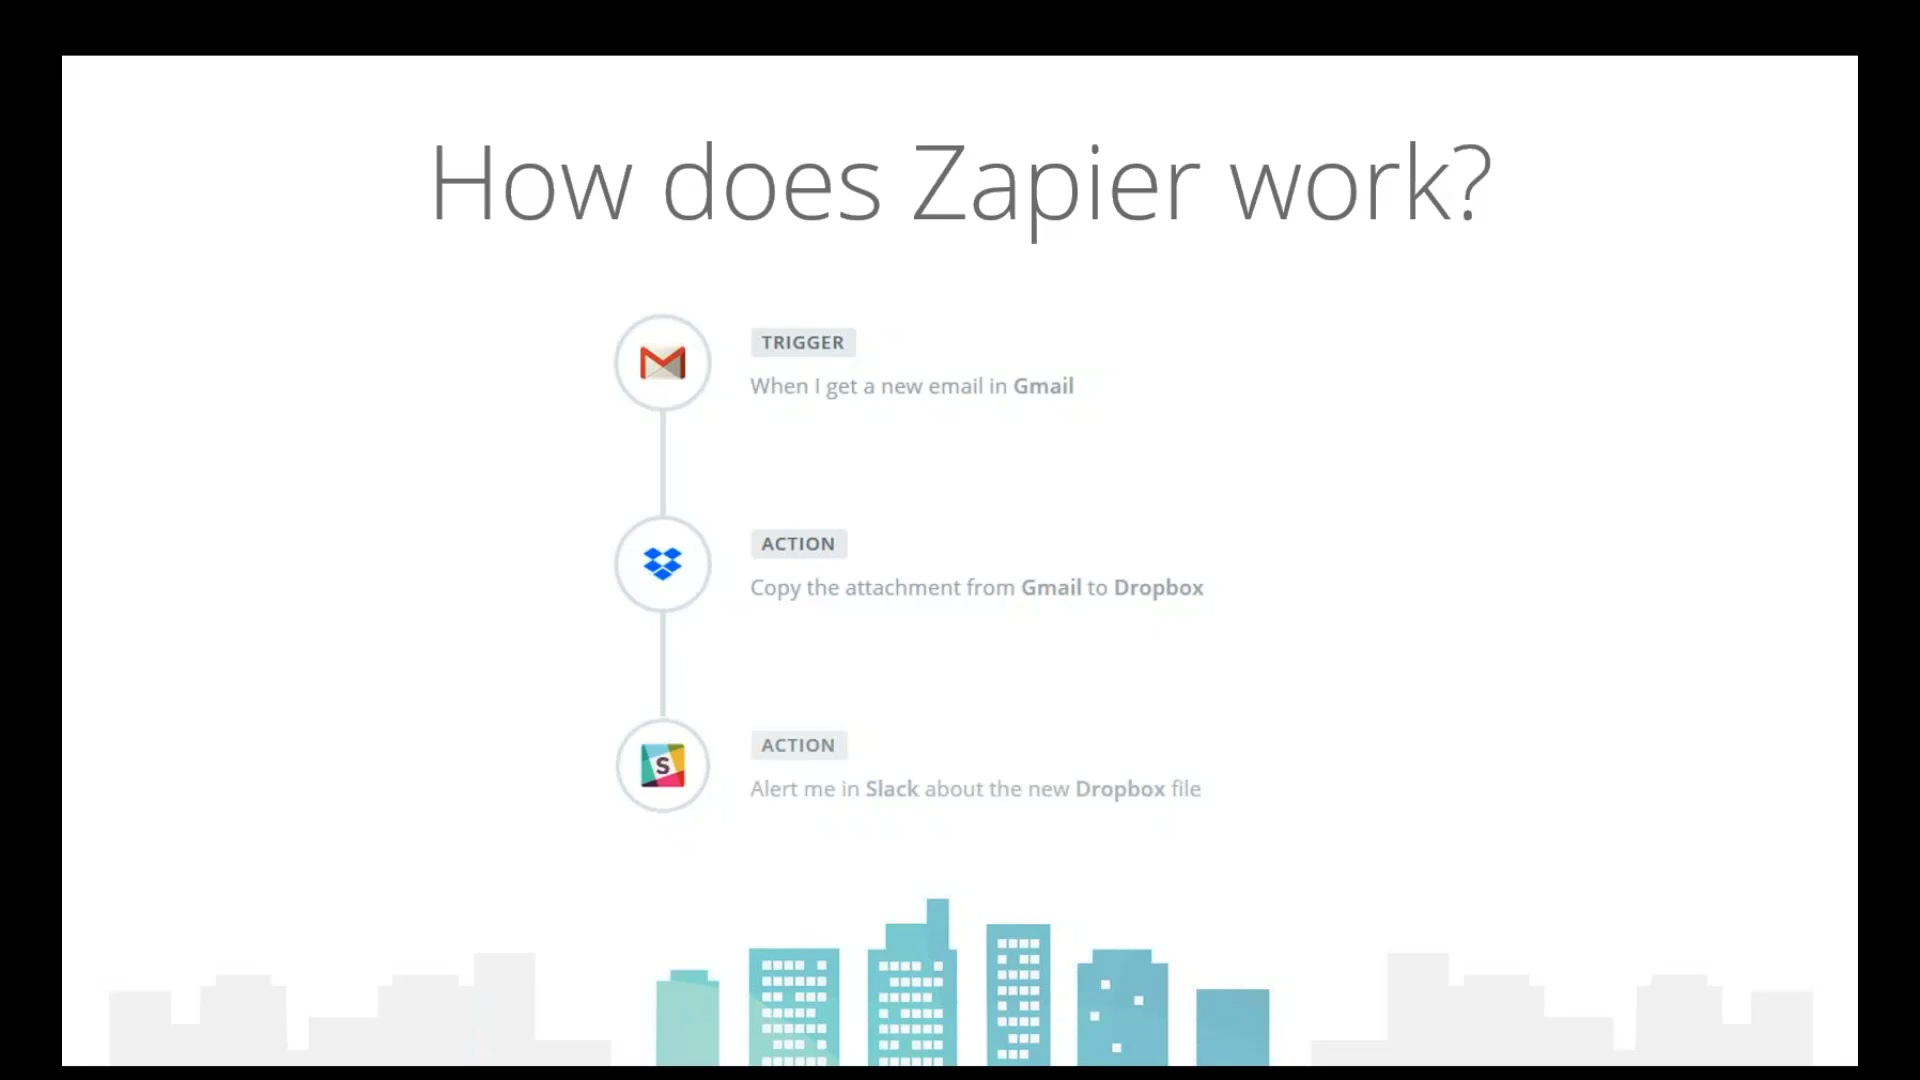 How does Zapier work?
TRIGGER
When I get a new email in Gmail
ACTION
Copy the attachment from Gmail to Dropbox
S
ACTION
Alert me in Slack about the new Dropbox file